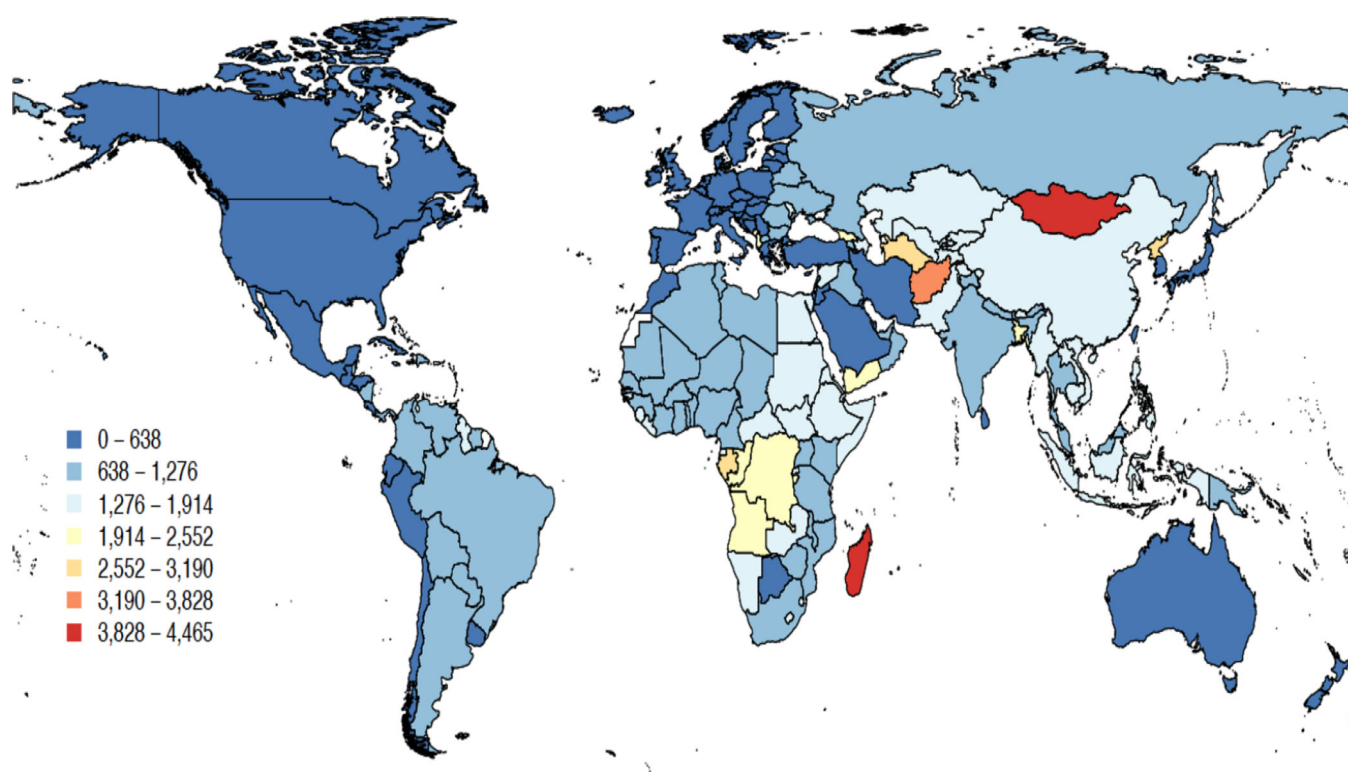 0 – 638
638 – 1,276
1,276 – 1,914
1,914 – 2,552
2,552 – 3,190
3,190 – 3,828
3,828 – 4,465